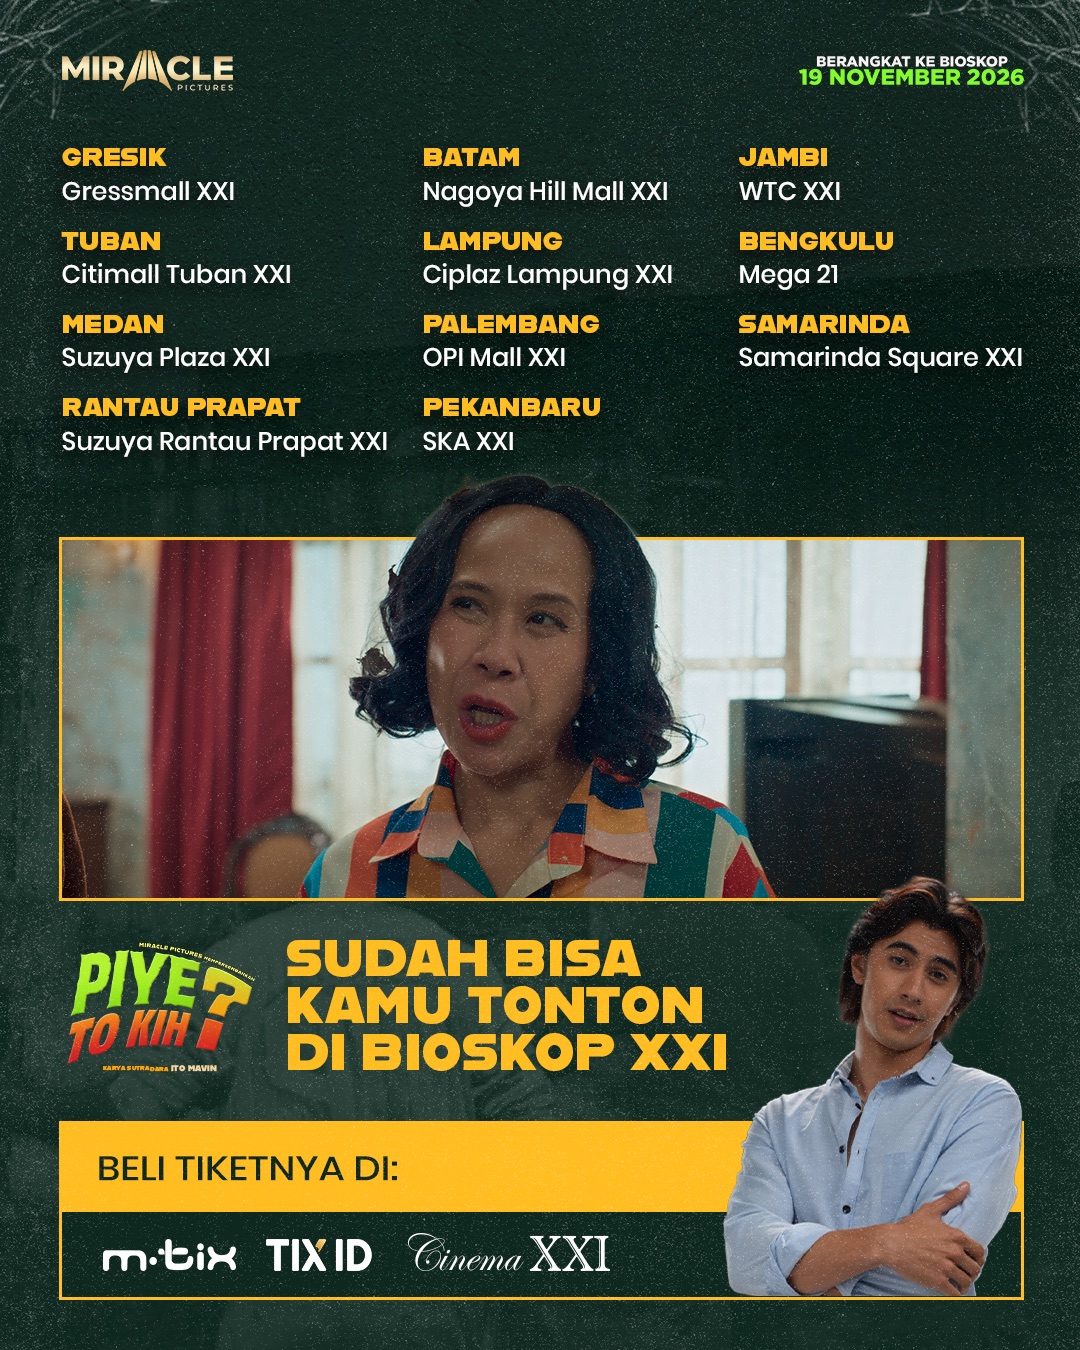 MIRACLE
PICTURES
BERANGKAT KE BIOSKOP
19 NOVEMBER 2026
GRESIK
Gressmall XXI
TUBAN
Citimall Tuban XXI
MEDAN
Suzuya Plaza XXI
RANTAU PRAPAT
Suzuya Rantau Prapat XXI
BATAM
Nagoya Hill Mall XXI
LAMPUNG
Ciplaz Lampung XXI
PALEMBANG
OPI Mall XXI
PEKANBARU
SKA XXI
JAMBI
WTC XXI
BENGKULU
Mega 21
SAMARINDA
Samarinda Square XXI
MIRACLE PICTURES MEMPERSEMBAHKAN
PIYE
TO KIH?
KARYA SUTRADARA ITO MAVIN
SUDAH BISA
KAMU TONTON
DI BIOSKOP XXI
BELI TIKETNYA DI:
m.tix
TIX ID
Cinema XXI